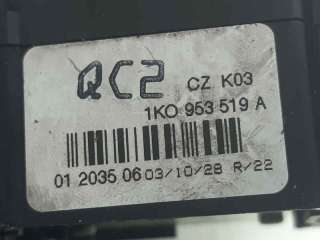 QC2 CZ K03
1K0 953 519 A
01 2035 06 03/10/28 R/22